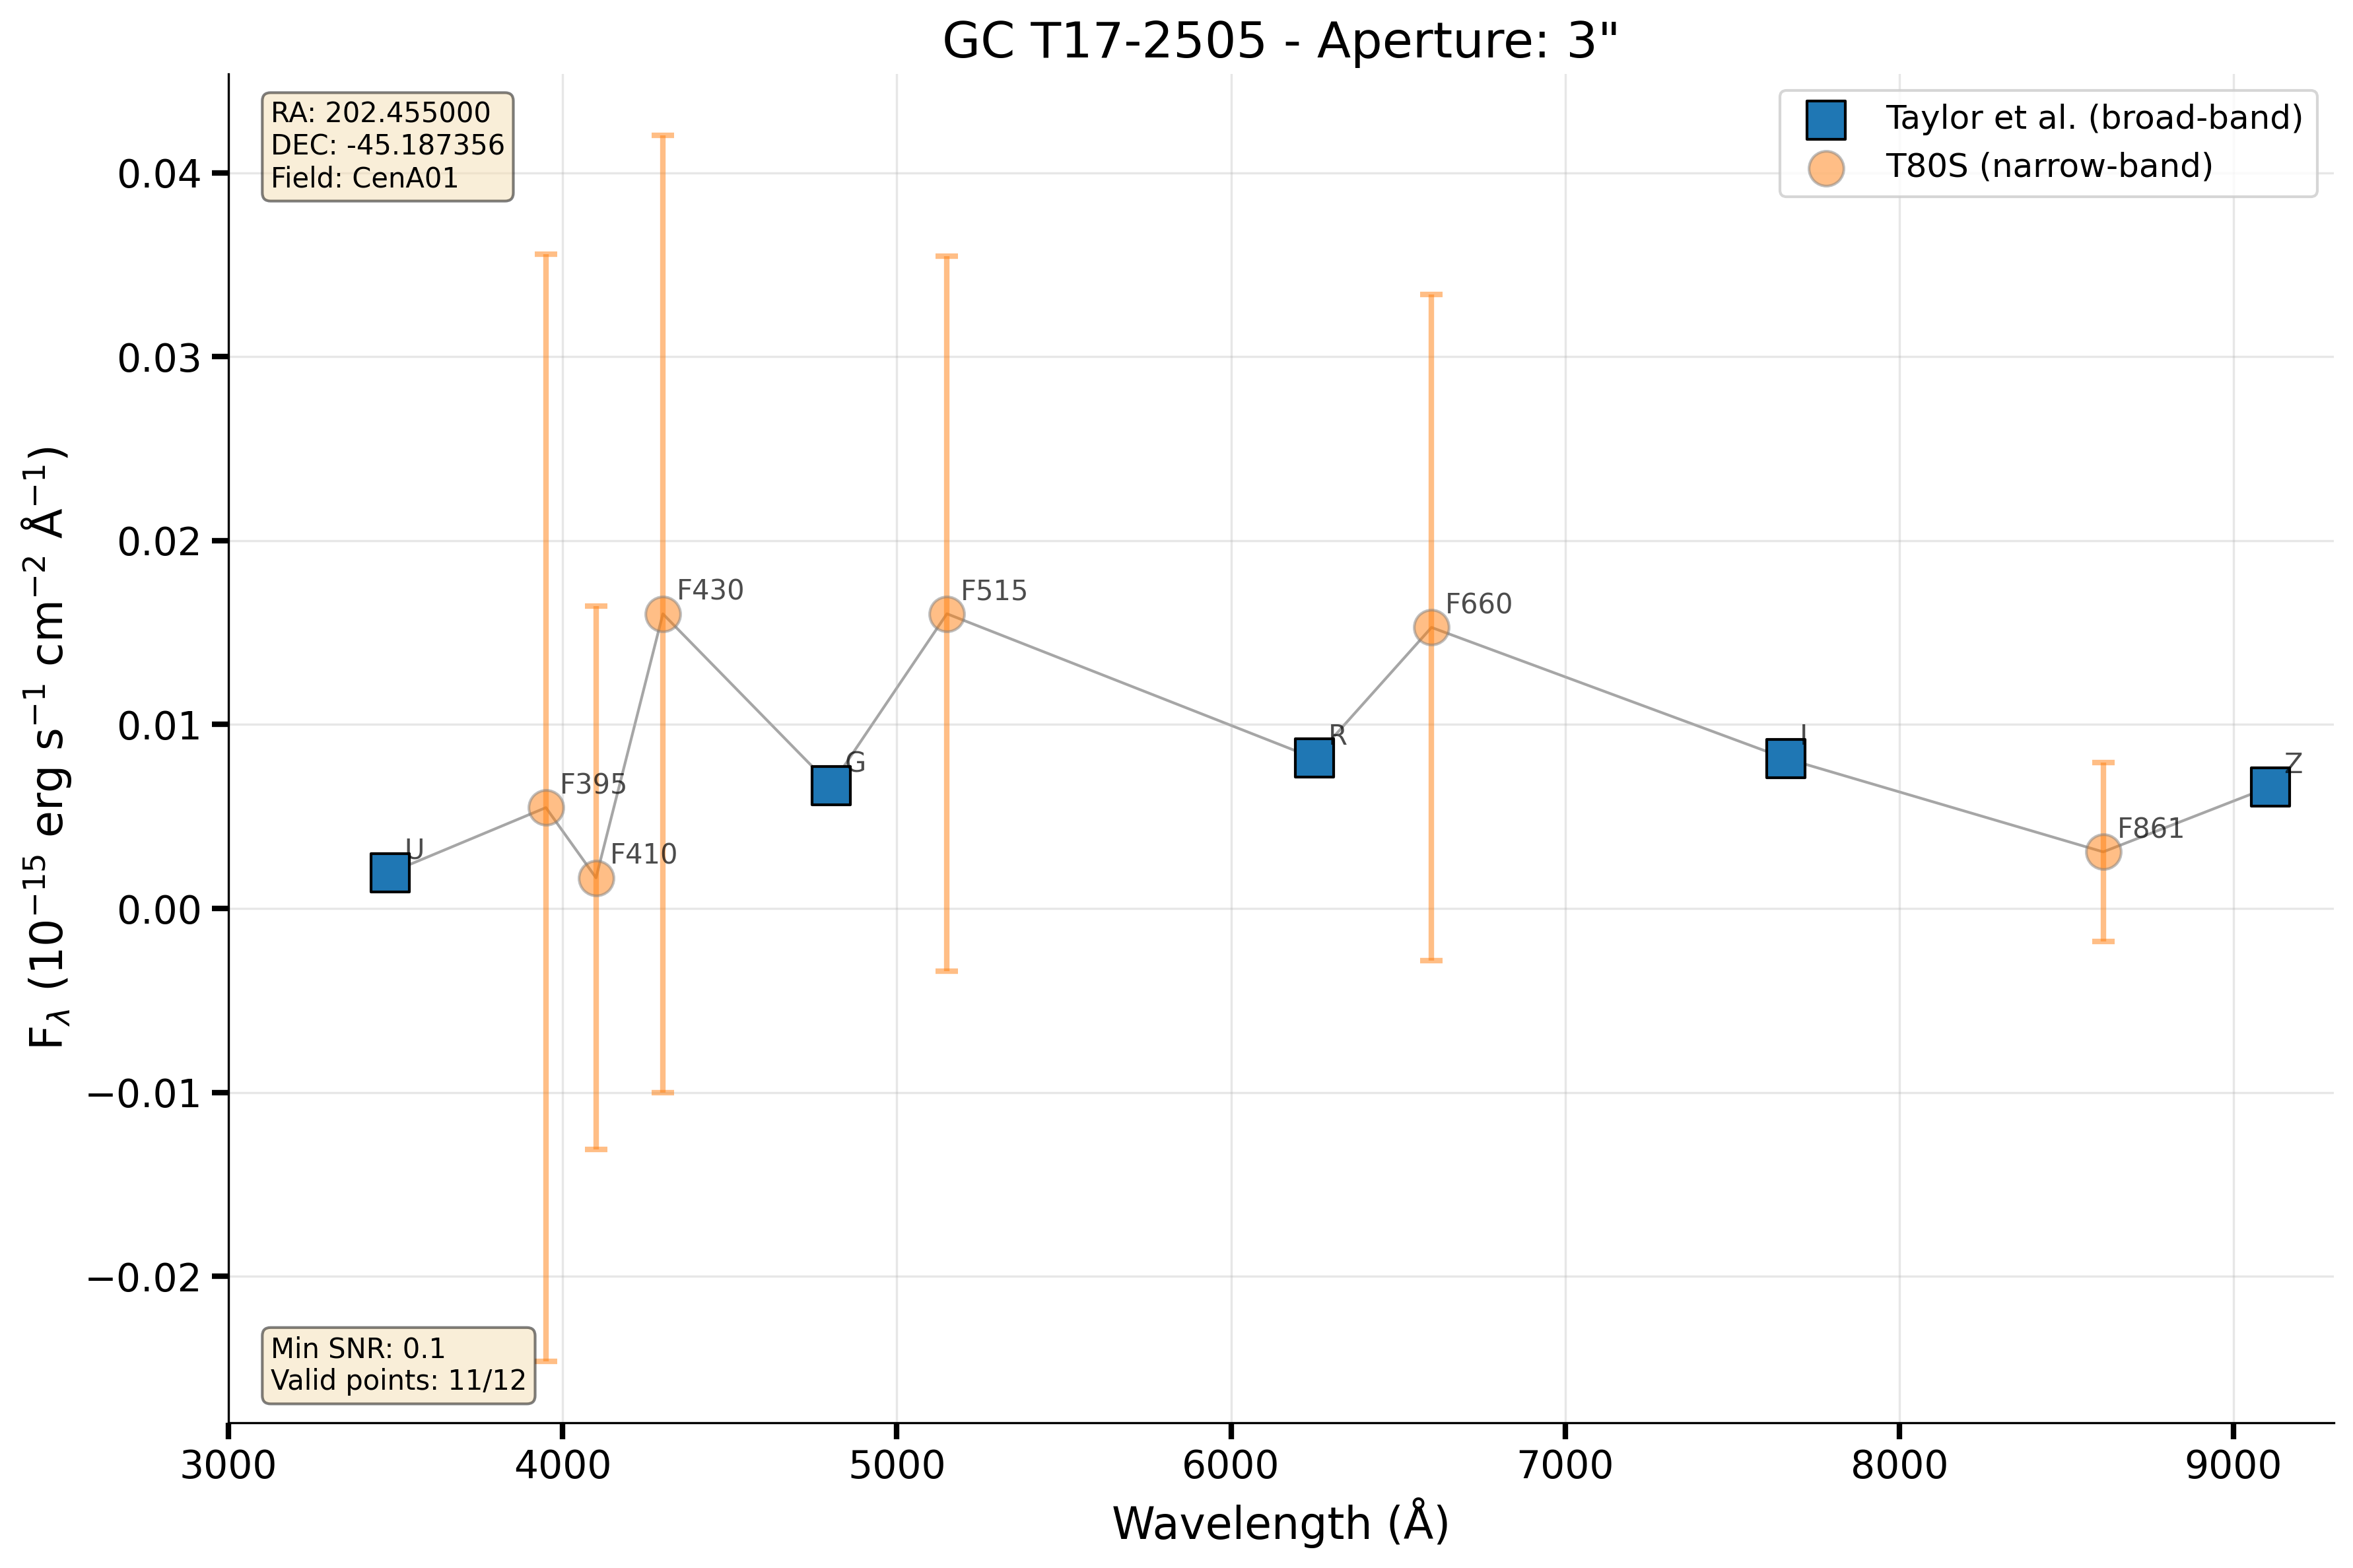 GC T17-2505 - Aperture: 3"
RA: 202.455000
DEC: -45.187356
Field: CenA01
Taylor et al. (broad-band)
T80S (narrow-band)
0.04
0.03
0.02
0.01
0.00
−0.01
−0.02
F_λ (10⁻¹⁵ erg s⁻¹ cm⁻² Å⁻¹)
U
F395
F410
F430
G
F515
R
F660
I
F861
Z
Min SNR: 0.1
Valid points: 11/12
3000 4000 5000 6000 7000 8000 9000
Wavelength (Å)